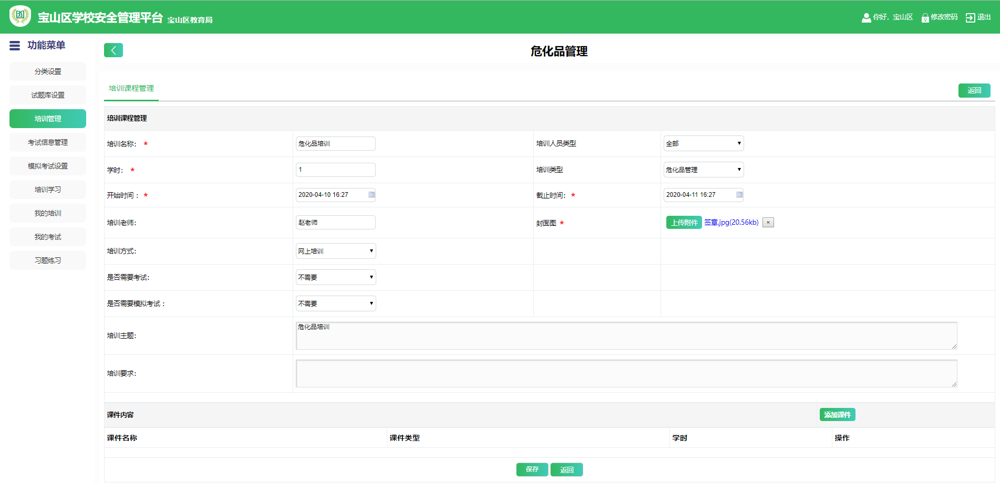 宝山区学校安全管理平台 宝山区教育局
你好，宝山区 修改密码 退出
功能菜单
分类设置
试题库设置
培训管理
考试信息管理
模拟考试设置
培训学习
我的培训
我的考试
习题练习
危化品管理
培训课程管理 返回
培训课程管理
培训名称: * 危化品培训 培训人员类型 全部
学时: * 1 培训类型 危化品管理
开始时间 : * 2020-04-10 16:27 截止时间: * 2020-04-11 16:27
培训老师: 赵老师 封面图 * 上传附件 签章.jpg(20.56kb) ×
培训方式: 网上培训
是否需要考试: 不需要
是否需要模拟考试 : 不需要
培训主题: 危化品培训
培训要求:
课件内容 添加课件
课件名称 课件类型 学时 操作
保存 返回